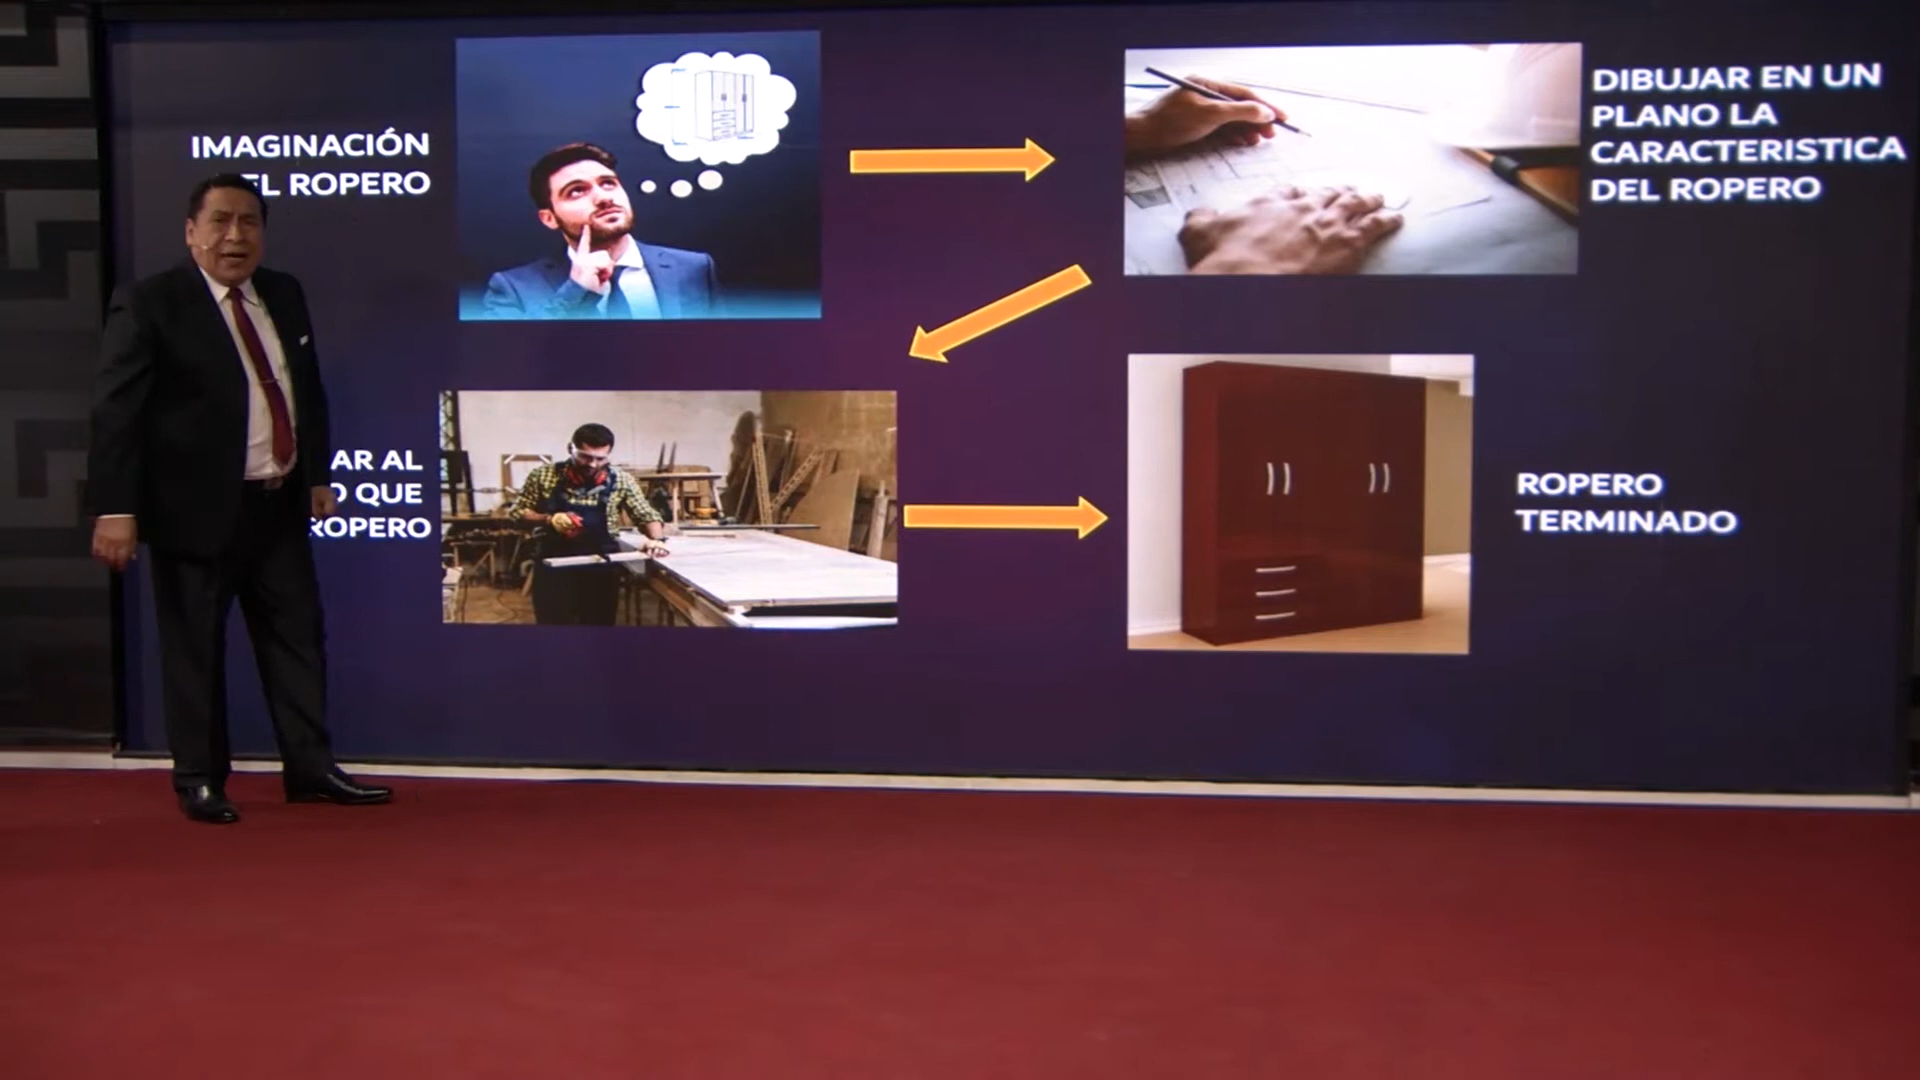 IMAGINACIÓN
EL ROPERO
DIBUJAR EN UN
PLANO LA
CARACTERISTICA
DEL ROPERO
AR AL
QUE
ROPERO
ROPERO
TERMINADO